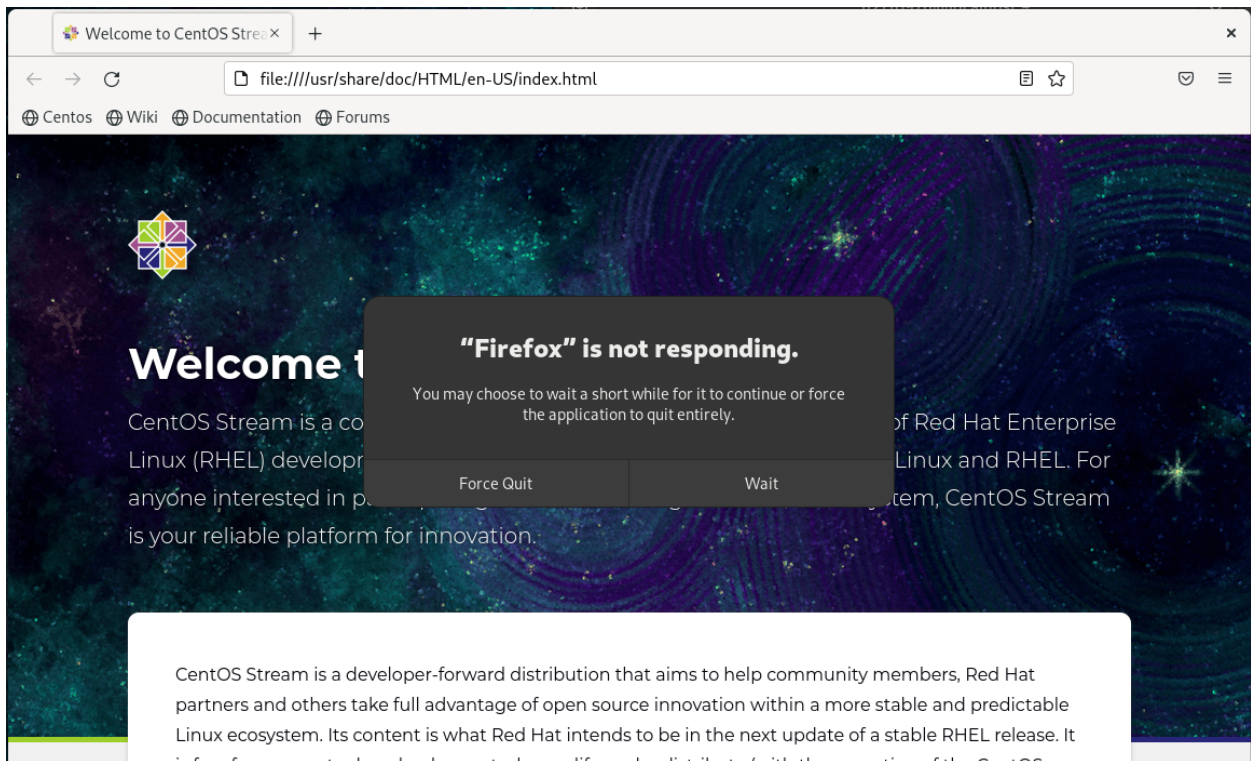 Welcome to CentOS Strea
file:////usr/share/doc/HTML/en-US/index.html
Centos Wiki Documentation Forums
"Firefox" is not responding.
You may choose to wait a short while for it to continue or force
the application to quit entirely.
Force Quit Wait
Welcome t
CentOS Stream is a co of Red Hat Enterprise
Linux (RHEL) develop Linux and RHEL. For
anyone interested in CentOS Stream
is your reliable platform for innovation.
CentOS Stream is a developer-forward distribution that aims to help community members, Red Hat
partners and others take full advantage of open source innovation within a more stable and predictable
Linux ecosystem. Its content is what Red Hat intends to be in the next update of a stable RHEL release. It